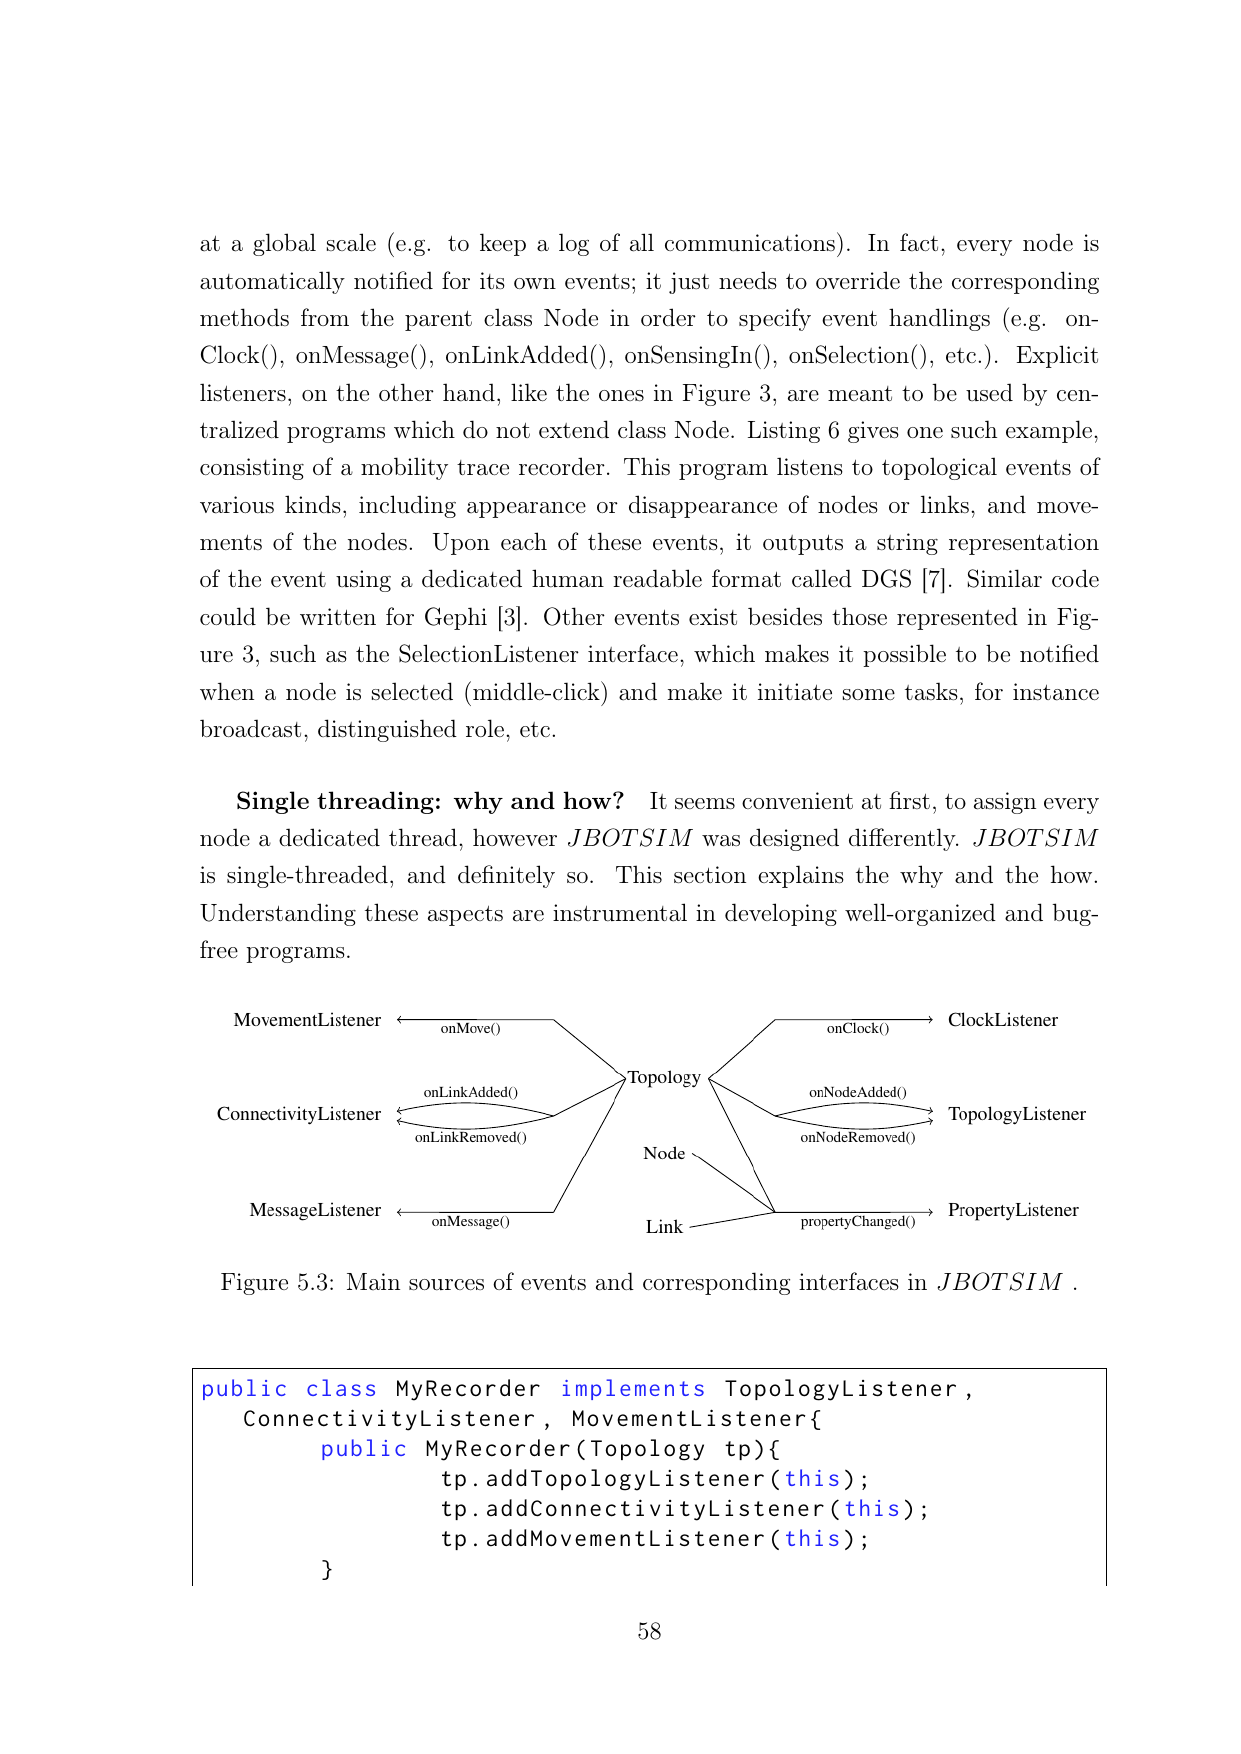 at a global scale (e.g. to keep a log of all communications). In fact, every node is
automatically notified for its own events; it just needs to override the corresponding
methods from the parent class Node in order to specify event handlings (e.g. on-
Clock(), onMessage(), onLinkAdded(), onSensingIn(), onSelection(), etc.). Explicit
listeners, on the other hand, like the ones in Figure 3, are meant to be used by cen-
tralized programs which do not extend class Node. Listing 6 gives one such example,
consisting of a mobility trace recorder. This program listens to topological events of
various kinds, including appearance or disappearance of nodes or links, and move-
ments of the nodes. Upon each of these events, it outputs a string representation
of the event using a dedicated human readable format called DGS [7]. Similar code
could be written for Gephi [3]. Other events exist besides those represented in Fig-
ure 3, such as the SelectionListener interface, which makes it possible to be notified
when a node is selected (middle-click) and make it initiate some tasks, for instance
broadcast, distinguished role, etc.
Single threading: why and how? It seems convenient at first, to assign every
node a dedicated thread, however JBOTSIM was designed differently. JBOTSIM
is single-threaded, and definitely so. This section explains the why and the how.
Understanding these aspects are instrumental in developing well-organized and bug-
free programs.
MovementListener
onMove()
onClock()
ClockListener
Topology
onLinkAdded()
onNodeAdded()
ConnectivityListener
TopologyListener
onLinkRemoved()
onNodeRemoved()
Node
MessageListener
onMessage()
Link
propertyChanged()
PropertyListener
Figure 5.3: Main sources of events and corresponding interfaces in JBOTSIM .
public class MyRecorder implements TopologyListener,
ConnectivityListener, MovementListener{
public MyRecorder(Topology tp){
tp.addTopologyListener(this);
tp.addConnectivityListener(this);
tp.addMovementListener(this);
}
58